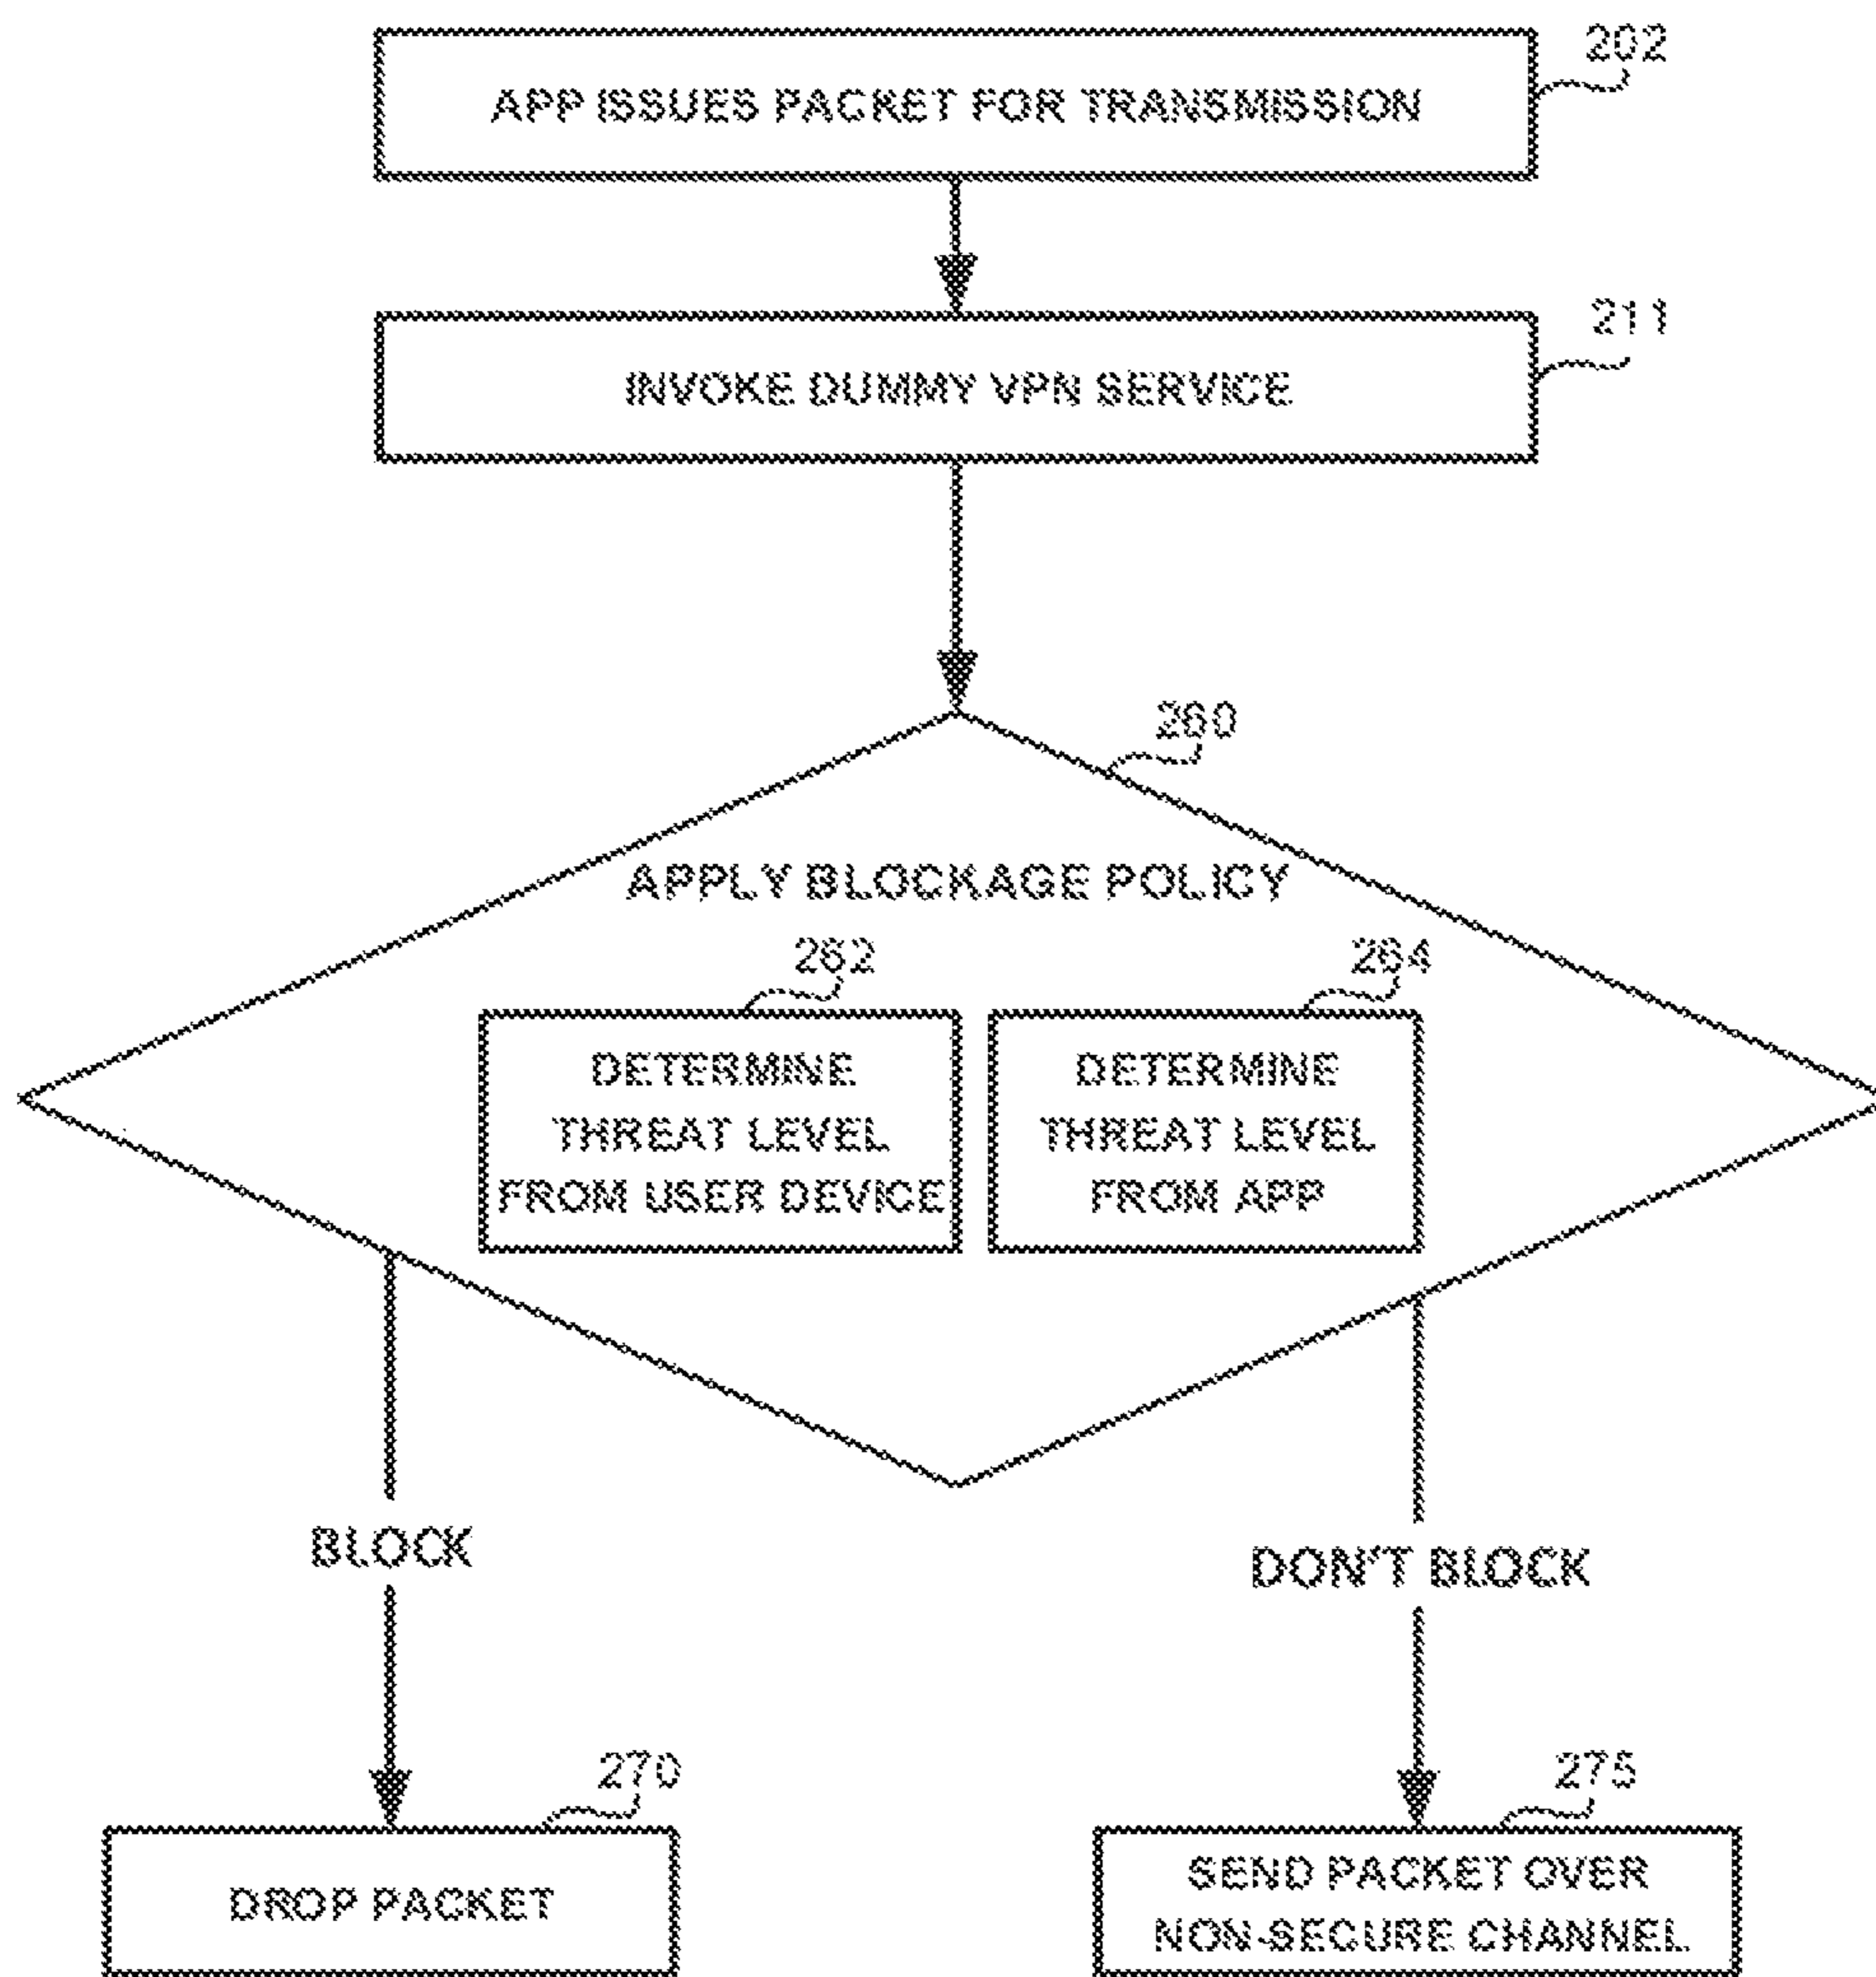 202
APP ISSUES PACKET FOR TRANSMISSION
211
INVOKE DUMMY VPN SERVICE
260
APPLY BLOCKAGE POLICY
262
264
DETERMINE
THREAT LEVEL
FROM USER DEVICE
DETERMINE
THREAT LEVEL
FROM APP
BLOCK
DON'T BLOCK
270
275
DROP PACKET
SEND PACKET OVER
NON-SECURE CHANNEL